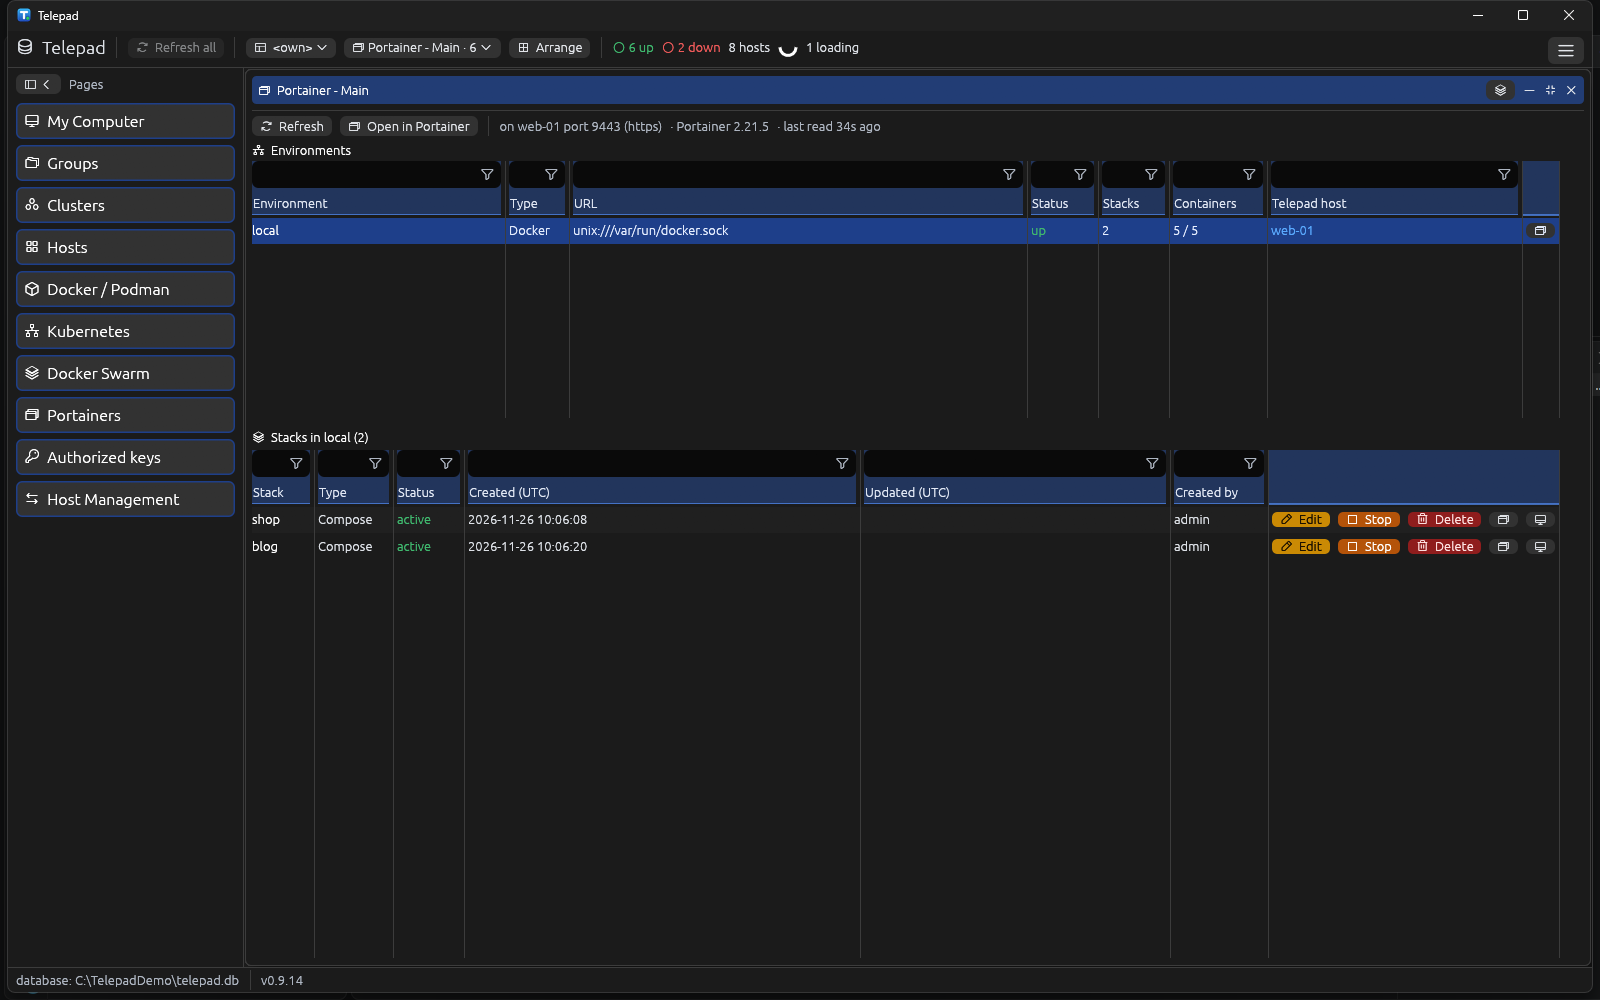 Telepad
Telepad Refresh all <own> Portainer - Main · 6 Arrange 6 up 2 down 8 hosts 1 loading
Pages
My Computer
Groups
Clusters
Hosts
Docker / Podman
Kubernetes
Docker Swarm
Portainers
Authorized keys
Host Management
Portainer - Main
Refresh Open in Portainer on web-01 port 9443 (https) · Portainer 2.21.5 · last read 34s ago
Environments
Environment Type URL Status Stacks Containers Telepad host
local Docker unix:///var/run/docker.sock up 2 5 / 5 web-01
Stacks in local (2)
Stack Type Status Created (UTC) Updated (UTC) Created by
shop Compose active 2026-11-26 10:06:08 admin Edit Stop Delete
blog Compose active 2026-11-26 10:06:20 admin Edit Stop Delete
database: C:\TelepadDemo\telepad.db v0.9.14